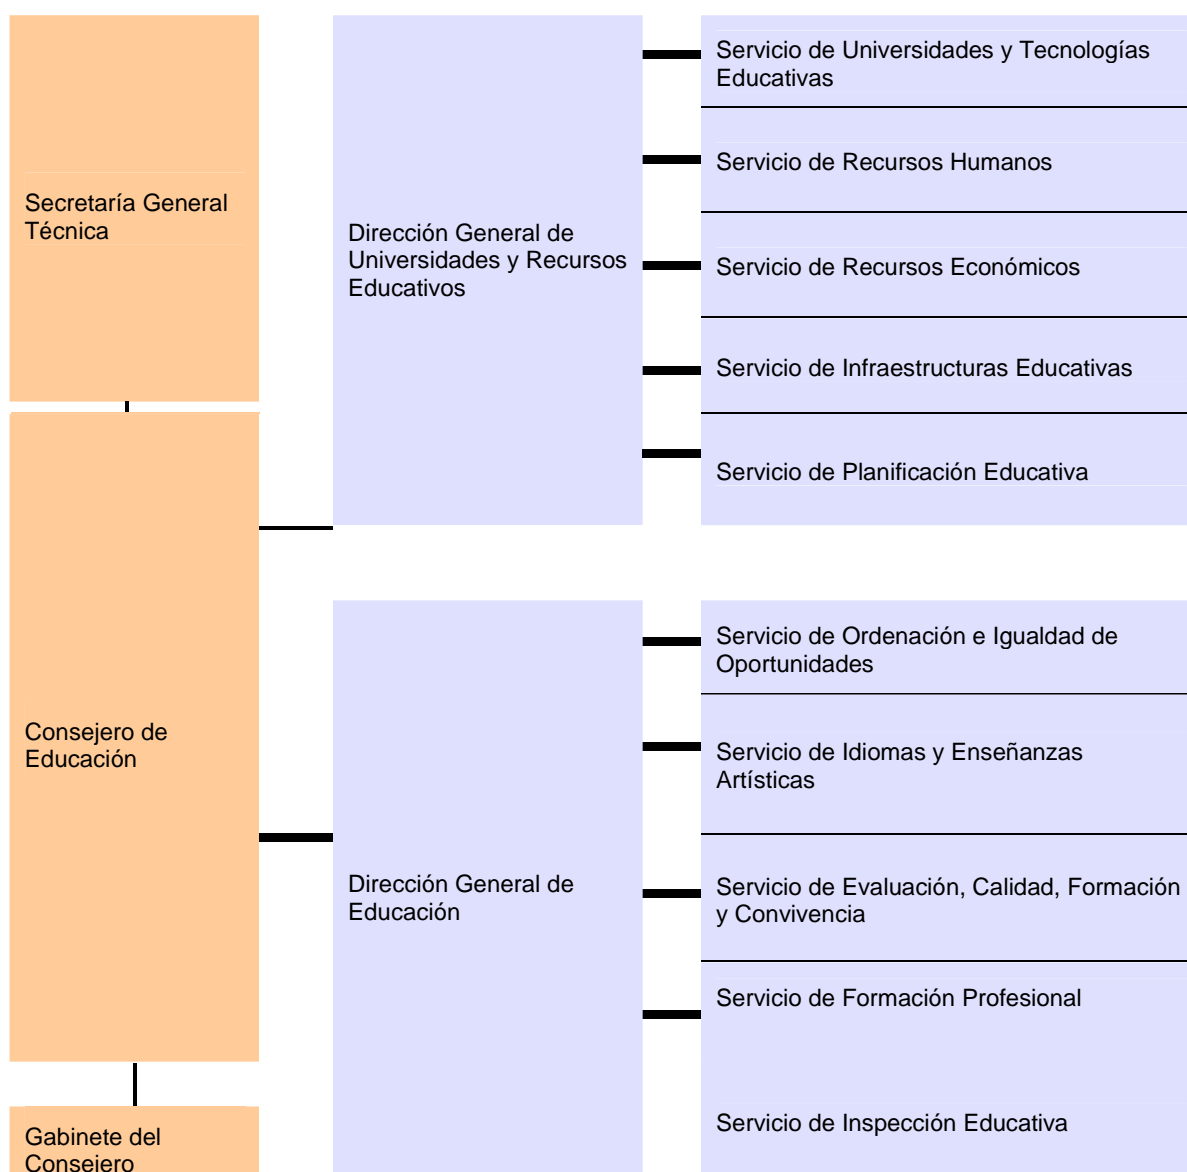 Secretaría General
Técnica
Consejero de
Educación
Gabinete del
Consejero
Dirección General de
Universidades y Recursos
Educativos
Servicio de Universidades y Tecnologías
Educativas
Servicio de Recursos Humanos
Servicio de Recursos Económicos
Servicio de Infraestructuras Educativas
Servicio de Planificación Educativa
Dirección General de
Educación
Servicio de Ordenación e Igualdad de
Oportunidades
Servicio de Idiomas y Enseñanzas
Artísticas
Servicio de Evaluación, Calidad, Formación
y Convivencia
Servicio de Formación Profesional
Servicio de Inspección Educativa